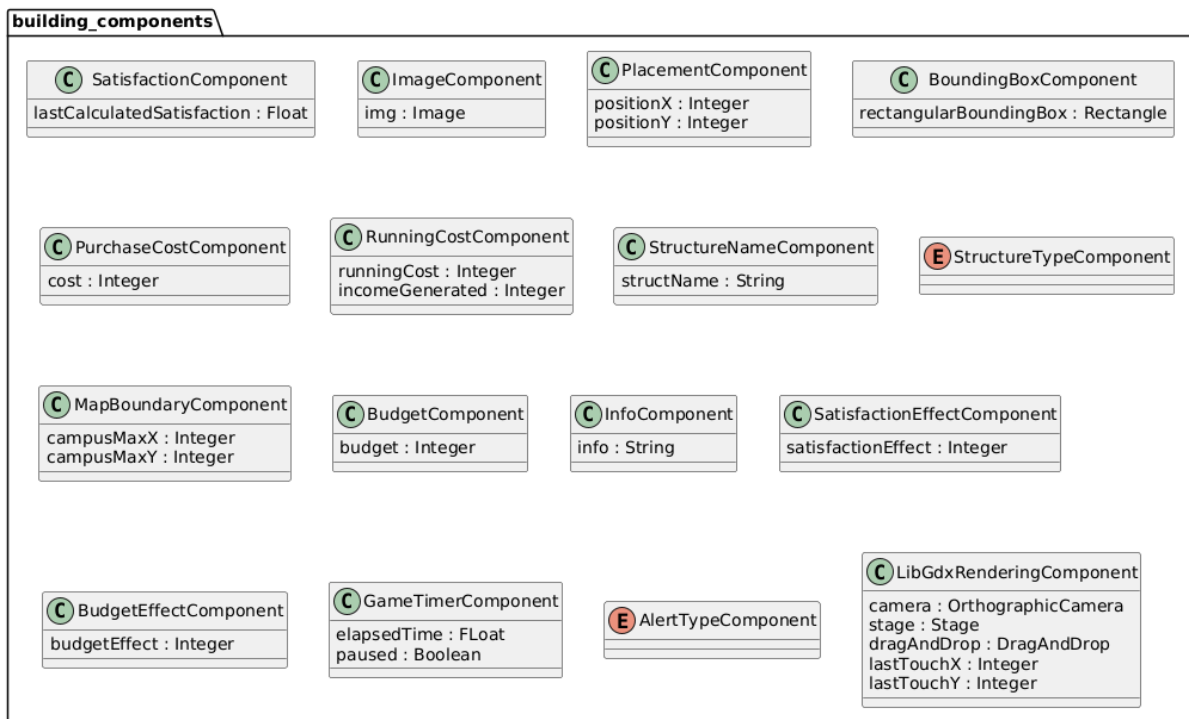 building_components
C SatisfactionComponent
lastCalculatedSatisfaction : Float
C ImageComponent
img : Image
C PlacementComponent
positionX : Integer
positionY : Integer
C BoundingBoxComponent
rectangularBoundingBox : Rectangle
C PurchaseCostComponent
cost : Integer
C RunningCostComponent
runningCost : Integer
incomeGenerated : Integer
C StructureNameComponent
structName : String
E StructureTypeComponent
C MapBoundaryComponent
campusMaxX : Integer
campusMaxY : Integer
C BudgetComponent
budget : Integer
C InfoComponent
info : String
C SatisfactionEffectComponent
satisfactionEffect : Integer
C BudgetEffectComponent
budgetEffect : Integer
C GameTimerComponent
elapsedTime : FLoat
paused : Boolean
E AlertTypeComponent
C LibGdxRenderingComponent
camera : OrthographicCamera
stage : Stage
dragAndDrop : DragAndDrop
lastTouchX : Integer
lastTouchY : Integer